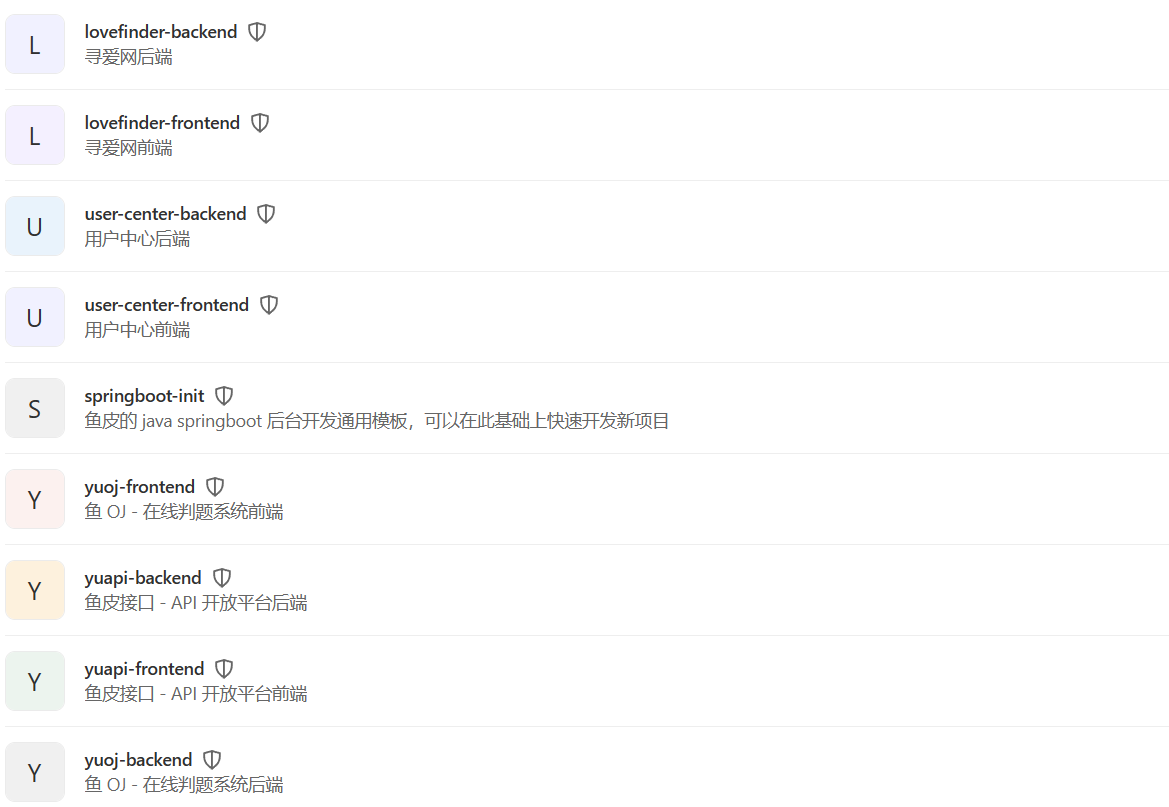 L
lovefinder-backend
寻爱网后端
L
lovefinder-frontend
寻爱网前端
U
user-center-backend
用户中心后端
U
user-center-frontend
用户中心前端
S
springboot-init
鱼皮的 java springboot 后台开发通用模板，可以在此基础上快速开发新项目
Y
yuoj-frontend
鱼 OJ - 在线判题系统前端
Y
yuapi-backend
鱼皮接口 - API 开放平台后端
Y
yuapi-frontend
鱼皮接口 - API 开放平台前端
Y
yuoj-backend
鱼 OJ - 在线判题系统后端